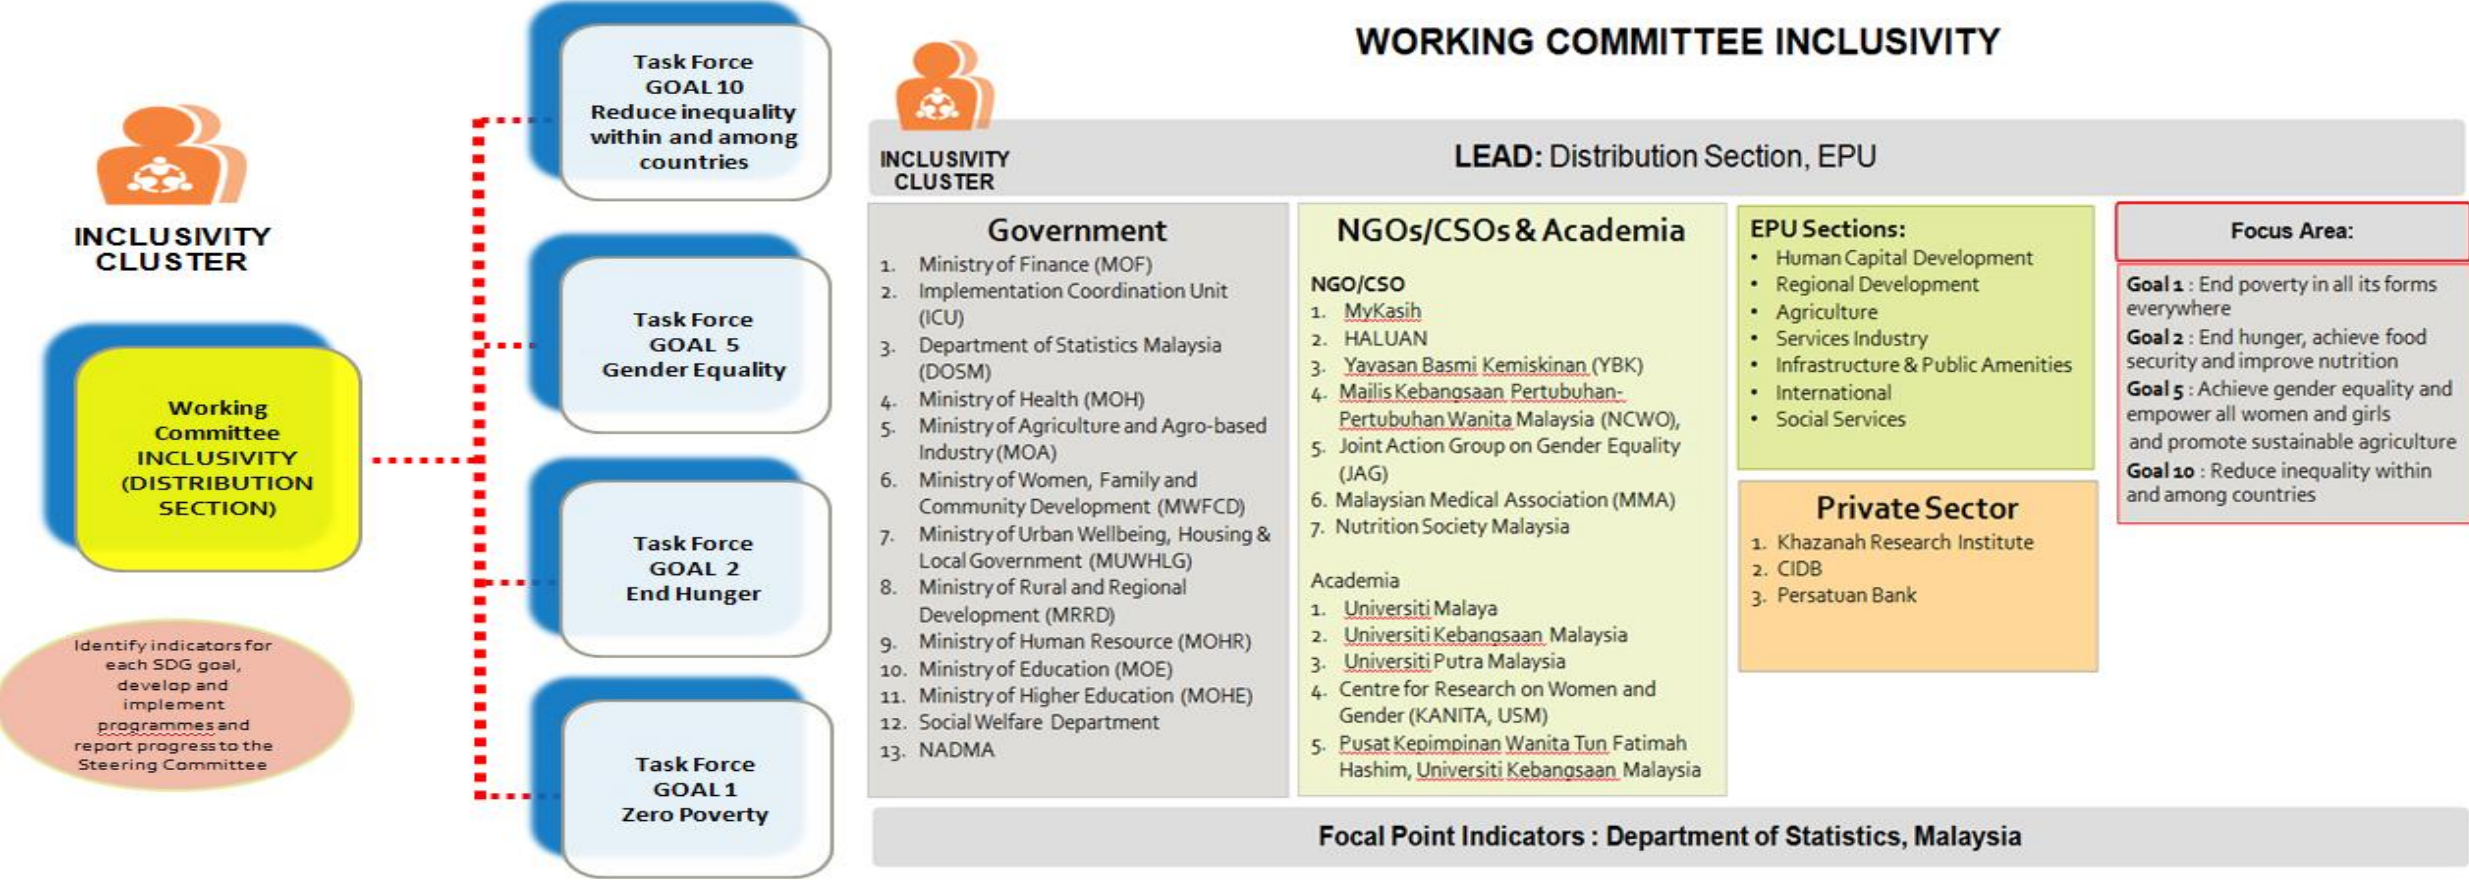 INCLUSIVITY
CLUSTER
Working
Committee
INCLUSIVITY
(DISTRIBUTION
SECTION)
Identify indicators for
each SDG goal,
develop and
implement
programmes and
report progress to the
Steering Committee
Task Force
GOAL 10
Reduce inequality
within and among
countries
Task Force
GOAL 5
Gender Equality
Task Force
GOAL 2
End Hunger
Task Force
GOAL 1
Zero Poverty
WORKING COMMITTEE INCLUSIVITY
INCLUSIVITY
CLUSTER
LEAD: Distribution Section, EPU
Government
1. Ministry of Finance (MOF)
2. Implementation Coordination Unit
(ICU)
3. Department of Statistics Malaysia
(DOSM)
4. Ministry of Health (MOH)
5. Ministry of Agriculture and Agro-based
Industry (MOA)
6. Ministry of Women, Family and
Community Development (MWFCD)
7. Ministry of Urban Wellbeing, Housing &
Local Government (MUWHLG)
8. Ministry of Rural and Regional
Development (MRRD)
9. Ministry of Human Resource (MOHR)
10. Ministry of Education (MOE)
11. Ministry of Higher Education (MOHE)
12. Social Welfare Department
13. NADMA
NGOs/CSOs & Academia
NGO/CSO
1. MyKasih
2. HALUAN
3. Yayasan Basmi Kemiskinan (YBK)
4. Majlis Kebangsaan Pertubuhan-
Pertubuhan Wanita Malaysia (NCWO),
5. Joint Action Group on Gender Equality
(JAG)
6. Malaysian Medical Association (MMA)
7. Nutrition Society Malaysia
Academia
1. Universiti Malaya
2. Universiti Kebangsaan Malaysia
3. Universiti Putra Malaysia
4. Centre for Research on Women and
Gender (KANITA, USM)
5. Pusat Kepimpinan Wanita Tun Fatimah
Hashim, Universiti Kebangsaan Malaysia
EPU Sections:
• Human Capital Development
• Regional Development
• Agriculture
• Services Industry
• Infrastructure & Public Amenities
• International
• Social Services
Private Sector
1. Khazanah Research Institute
2. CIDB
3. Persatuan Bank
Focus Area:
Goal 1 : End poverty in all its forms
everywhere
Goal 2 : End hunger, achieve food
security and improve nutrition
Goal 5 : Achieve gender equality and
empower all women and girls
and promote sustainable agriculture
Goal 10 : Reduce inequality within
and among countries
Focal Point Indicators : Department of Statistics, Malaysia